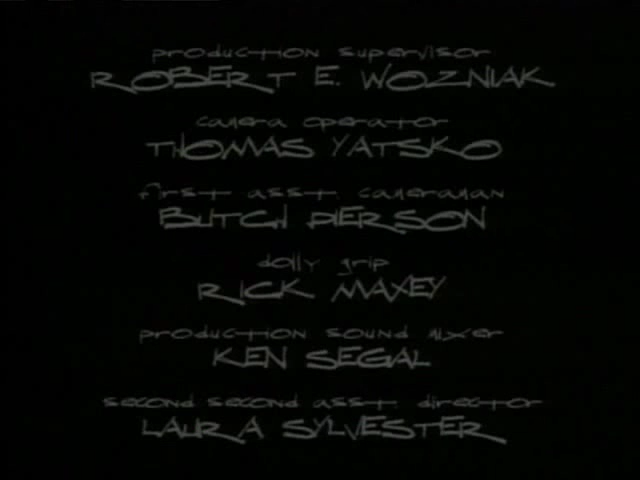 production supervisor
ROBERT E. WOZNIAK
camera operator
THOMAS YATSKO
first asst. cameraman
BUTCH PIERSON
dolly grip
RICK MAXEY
production sound mixer
KEN SEGAL
second second asst. director
LAURA SYLVESTER